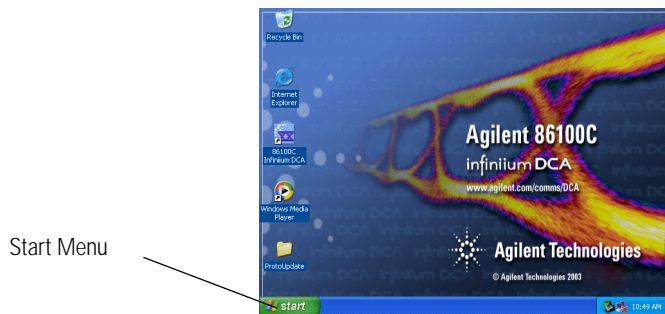 Recycle Bin
Internet
Explorer
86100C
Infiniium DCA
Windows Media
Player
ProtoUpdate
Agilent 86100C
infiniium DCA
www.agilent.com/comms/DCA
Agilent Technologies
© Agilent Technologies 2003
Start Menu
start
10:49 AM